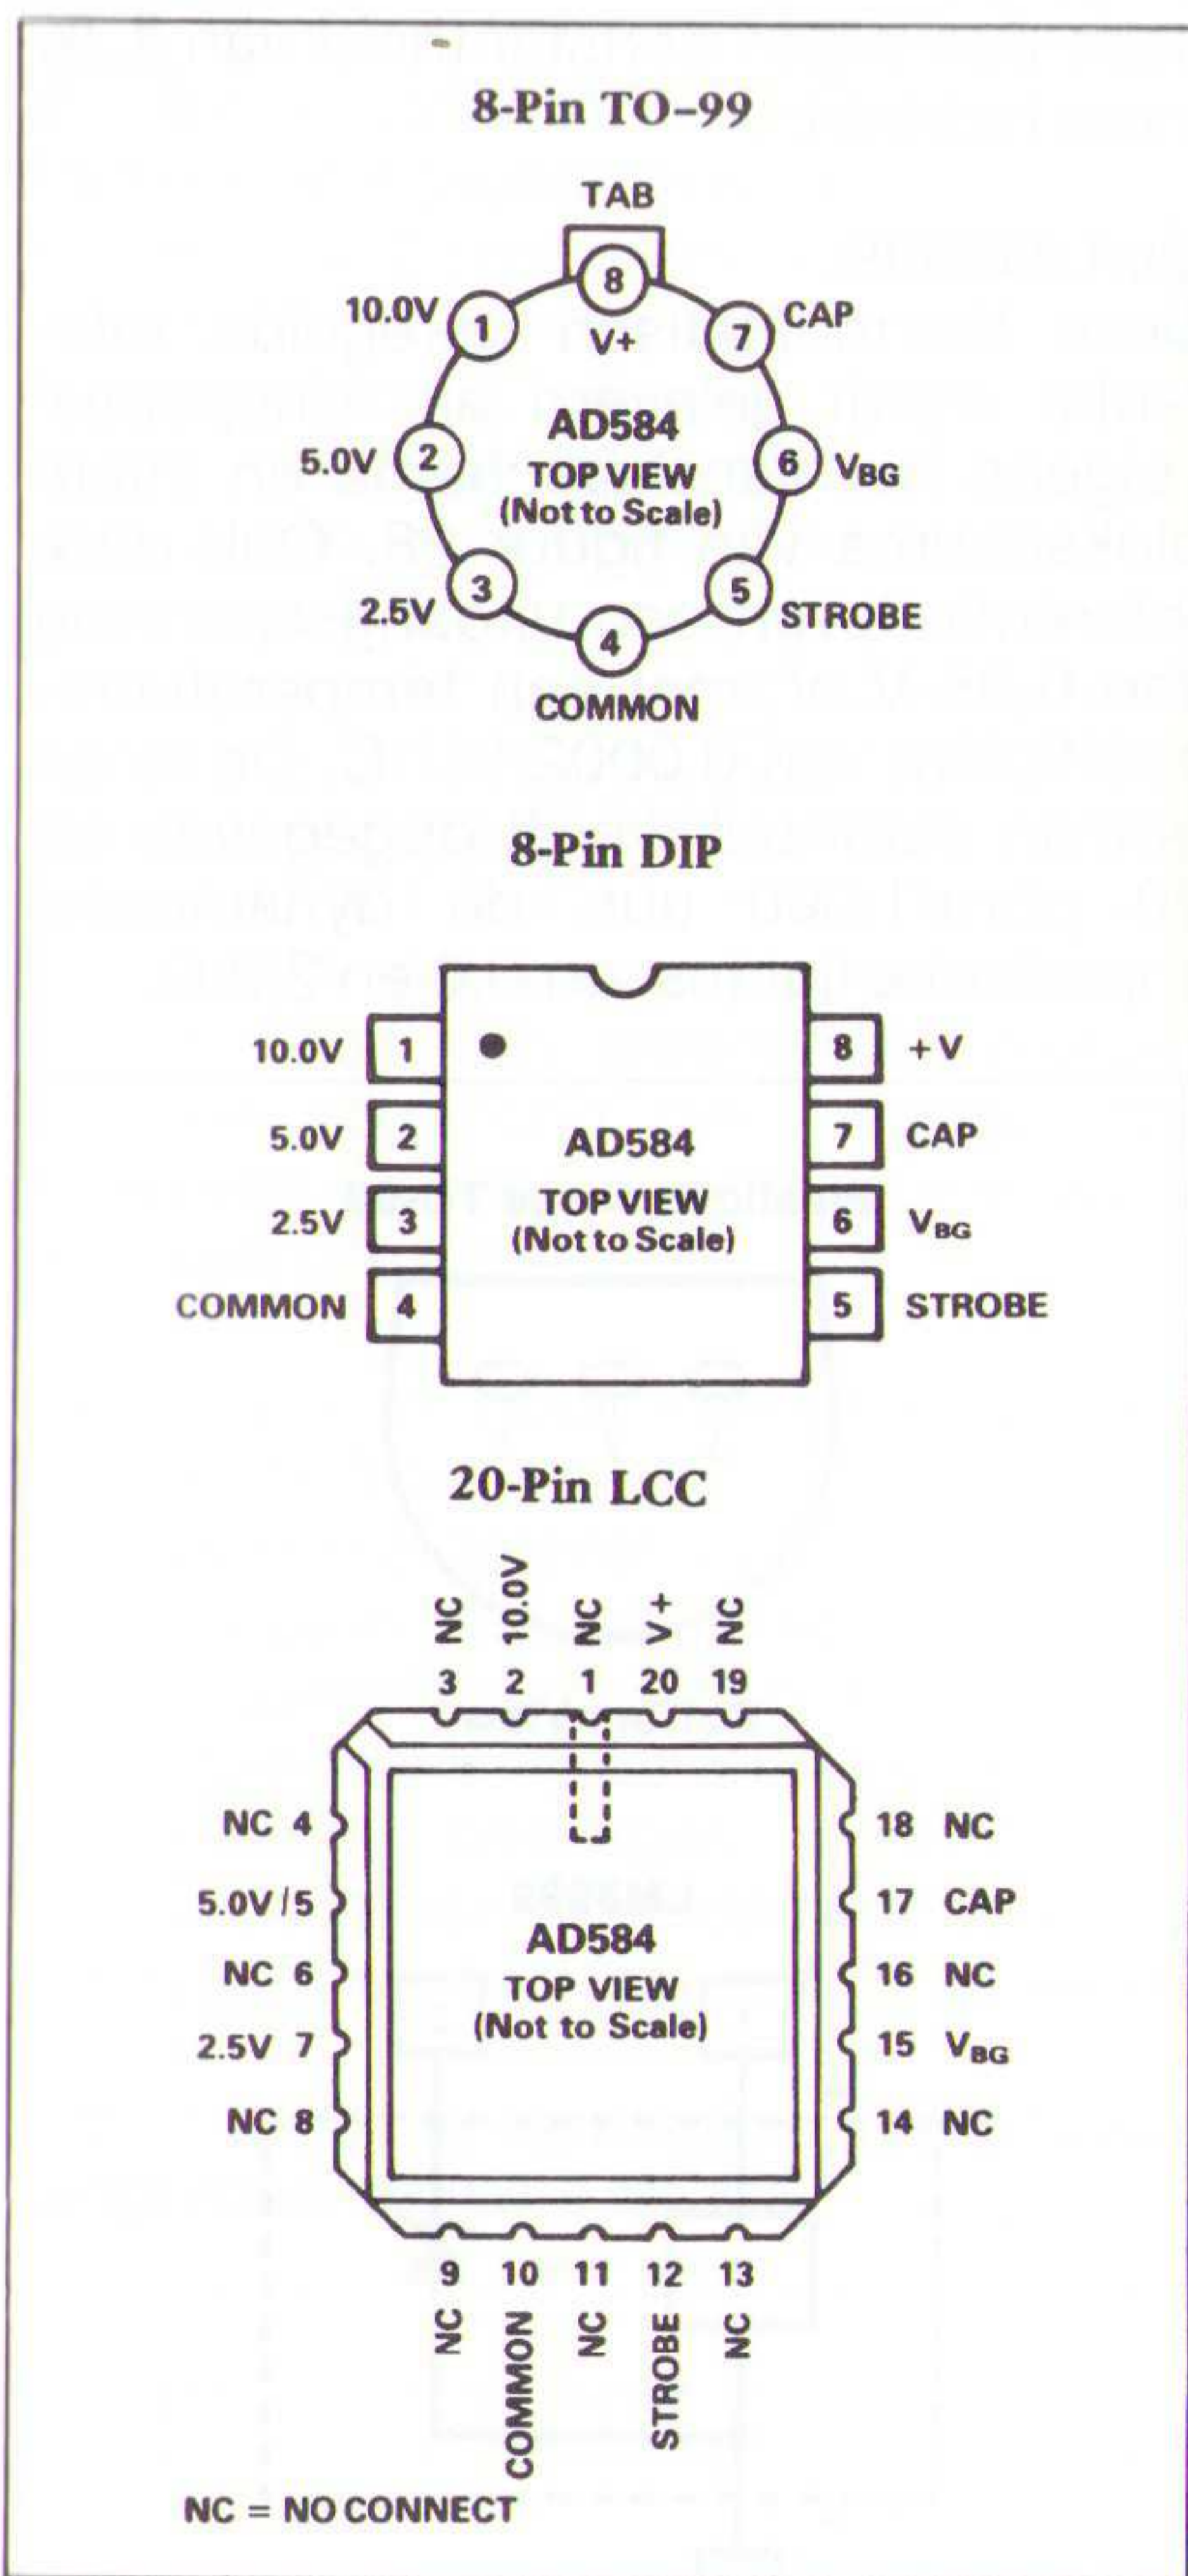 8-Pin TO-99
TAB
8
10.0V 1 7 CAP
V+
AD584
5.0V 2 6 VBG
TOP VIEW
(Not to Scale)
3 5
2.5V STROBE
4
COMMON
8-Pin DIP
10.0V 1 8 +V
5.0V 2 AD584 7 CAP
2.5V 3 TOP VIEW 6 VBG
(Not to Scale)
COMMON 4 5 STROBE
20-Pin LCC
NC 10.0V NC V+ NC
3 2 1 20 19
NC 4 18 NC
5.0V/5 17 CAP
AD584
NC 6 TOP VIEW 16 NC
(Not to Scale)
2.5V 7 15 VBG
NC 8 14 NC
9 10 11 12 13
NC COMMON NC STROBE NC
NC = NO CONNECT